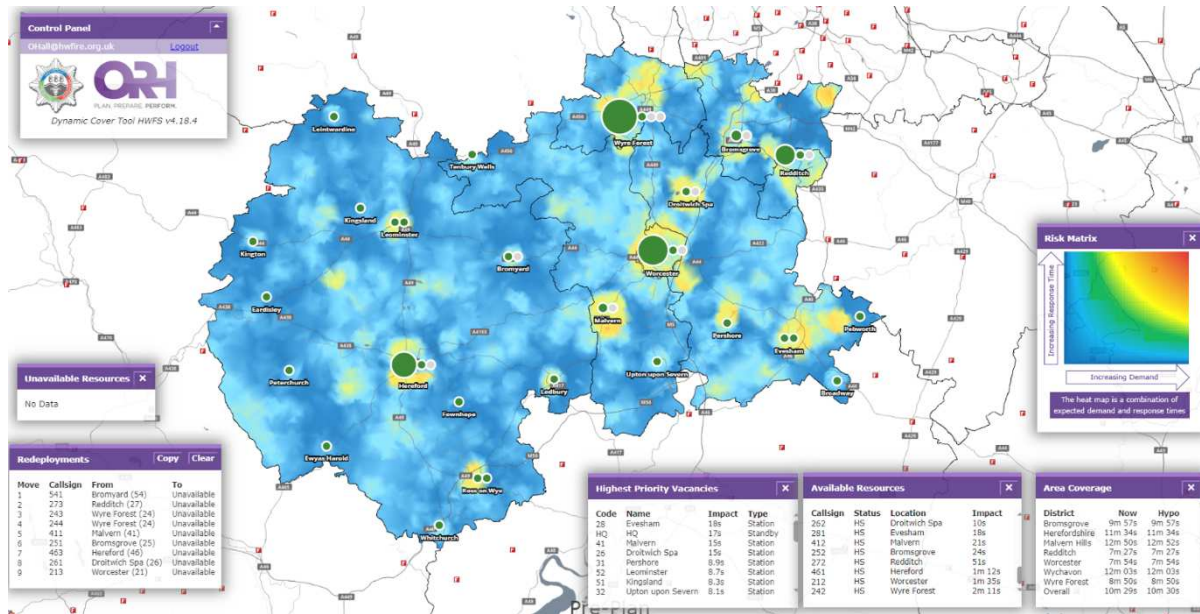 Control Panel
OHall@hwfire.org.uk Logout
ORH
PLAN. PREPARE. PERFORM.
Dynamic Cover Tool HWFS v4.18.4
Leintwardine
Tenbury Wells
Wyre Forest
Bromsgrove
Redditch
Droitwich Spa
Kingsland
Leominster
Kington
Bromyard
Worcester
Eardisley
Malvern
Pershore
Evesham
Pebworth
Peterchurch
Hereford
Upton upon Severn
Ledbury
Broadway
Fownhope
Ewyas Harold
Ross on Wye
Whitchurch
Pre-Plan
Risk Matrix X
Increasing Response Time
Increasing Demand
The heat map is a combination of
expected demand and response times
Unavailable Resources X
No Data
Redeployments Copy Clear
Move Callsign From To
1 541 Bromyard (54) Unavailable
2 273 Redditch (27) Unavailable
3 243 Wyre Forest (24) Unavailable
4 244 Wyre Forest (24) Unavailable
5 411 Malvern (41) Unavailable
6 251 Bromsgrove (25) Unavailable
7 463 Hereford (46) Unavailable
8 261 Droitwich Spa (26) Unavailable
9 213 Worcester (21) Unavailable
Highest Priority Vacancies X
Code Name Impact Type
28 Evesham 18s Station
HQ HQ 17s Standby
41 Malvern 15s Station
26 Droitwich Spa 15s Station
31 Pershore 8.9s Station
52 Leominster 8.7s Station
51 Kingsland 8.3s Station
32 Upton upon Severn 8.1s Station
Available Resources X
Callsign Status Location Impact
262 HS Droitwich Spa 10s
281 HS Evesham 18s
412 HS Malvern 21s
252 HS Bromsgrove 24s
272 HS Redditch 51s
461 HS Hereford 1m 12s
212 HS Worcester 1m 35s
242 HS Wyre Forest 2m 11s
Area Coverage X
District Now Hypo
Bromsgrove 9m 57s 9m 57s
Herefordshire 11m 34s 11m 34s
Malvern Hills 12m 50s 12m 52s
Redditch 7m 27s 7m 27s
Worcester 7m 54s 7m 54s
Wychavon 12m 03s 12m 03s
Wyre Forest 8m 50s 8m 50s
Overall 10m 29s 10m 30s